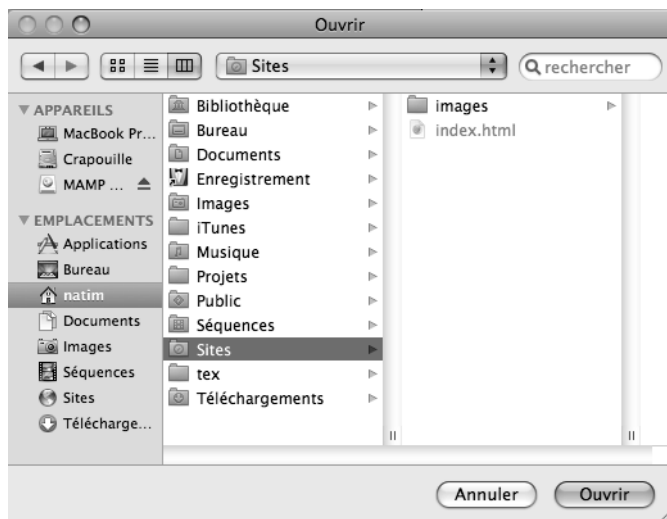 Ouvrir
Sites
rechercher
APPAREILS
MacBook Pr...
Crapouille
MAMP ...
EMPLACEMENTS
Applications
Bureau
natim
Documents
Images
Séquences
Sites
Télécharge...
Bibliothèque
Bureau
Documents
Enregistrement
Images
iTunes
Musique
Projets
Public
Séquences
Sites
tex
Téléchargements
images
index.html
Annuler
Ouvrir